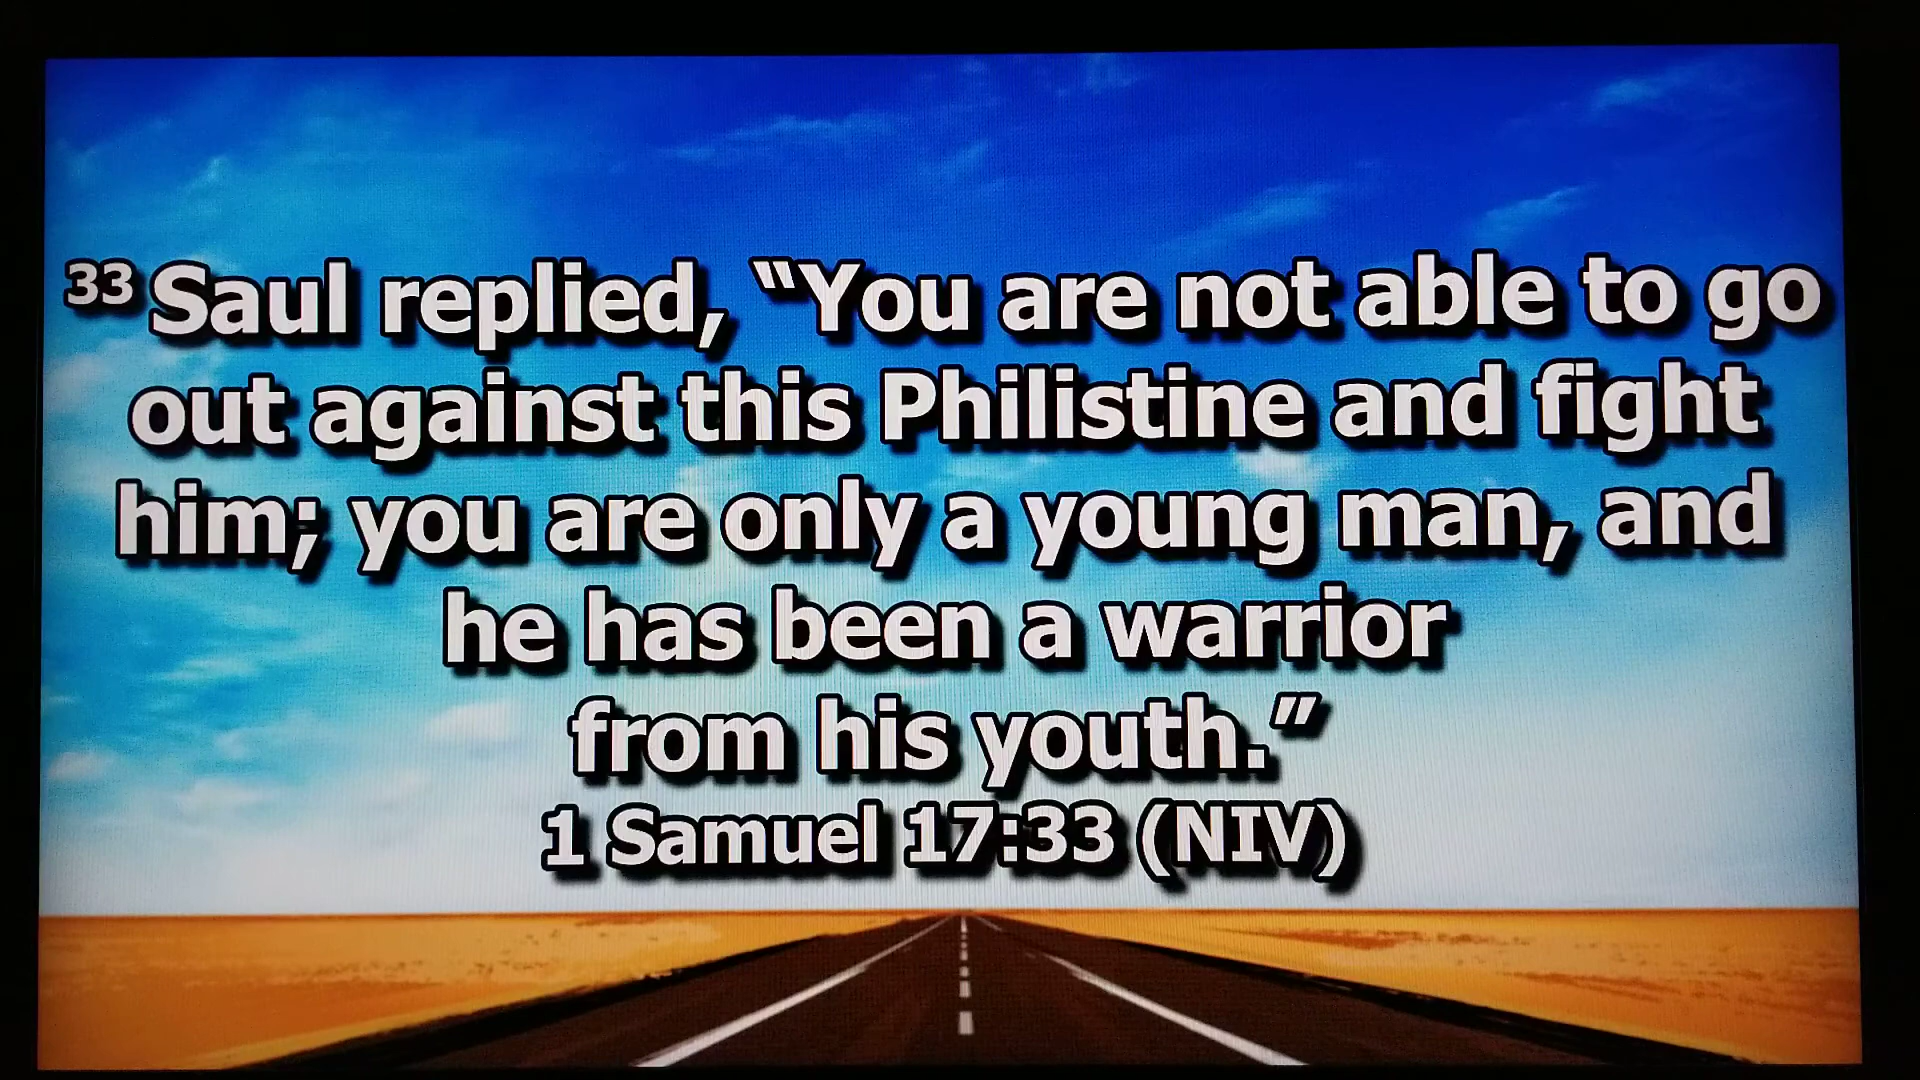 33 Saul replied, “You are not able to go
out against this Philistine and fight
him; you are only a young man, and
he has been a warrior
from his youth.”
1 Samuel 17:33 (NIV)